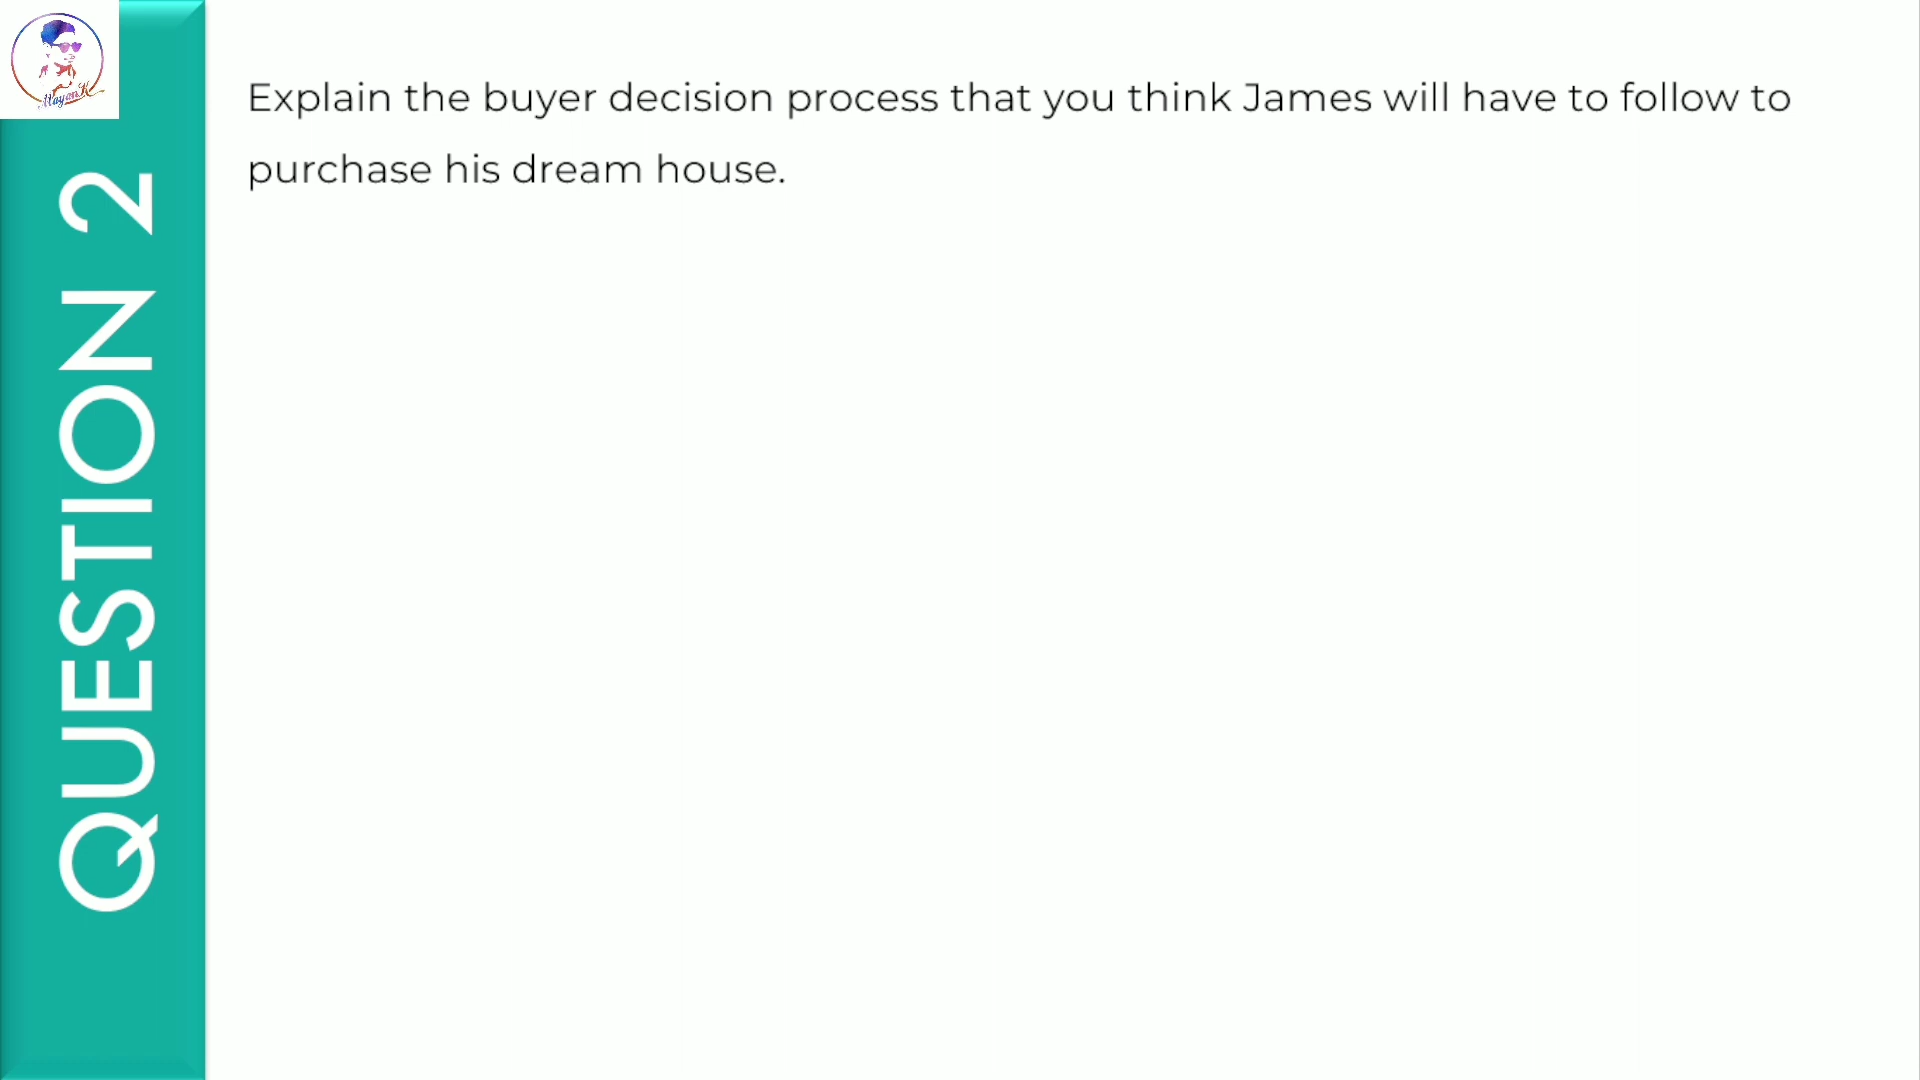 MayanK
QUESTION 2
Explain the buyer decision process that you think James will have to follow to
purchase his dream house.